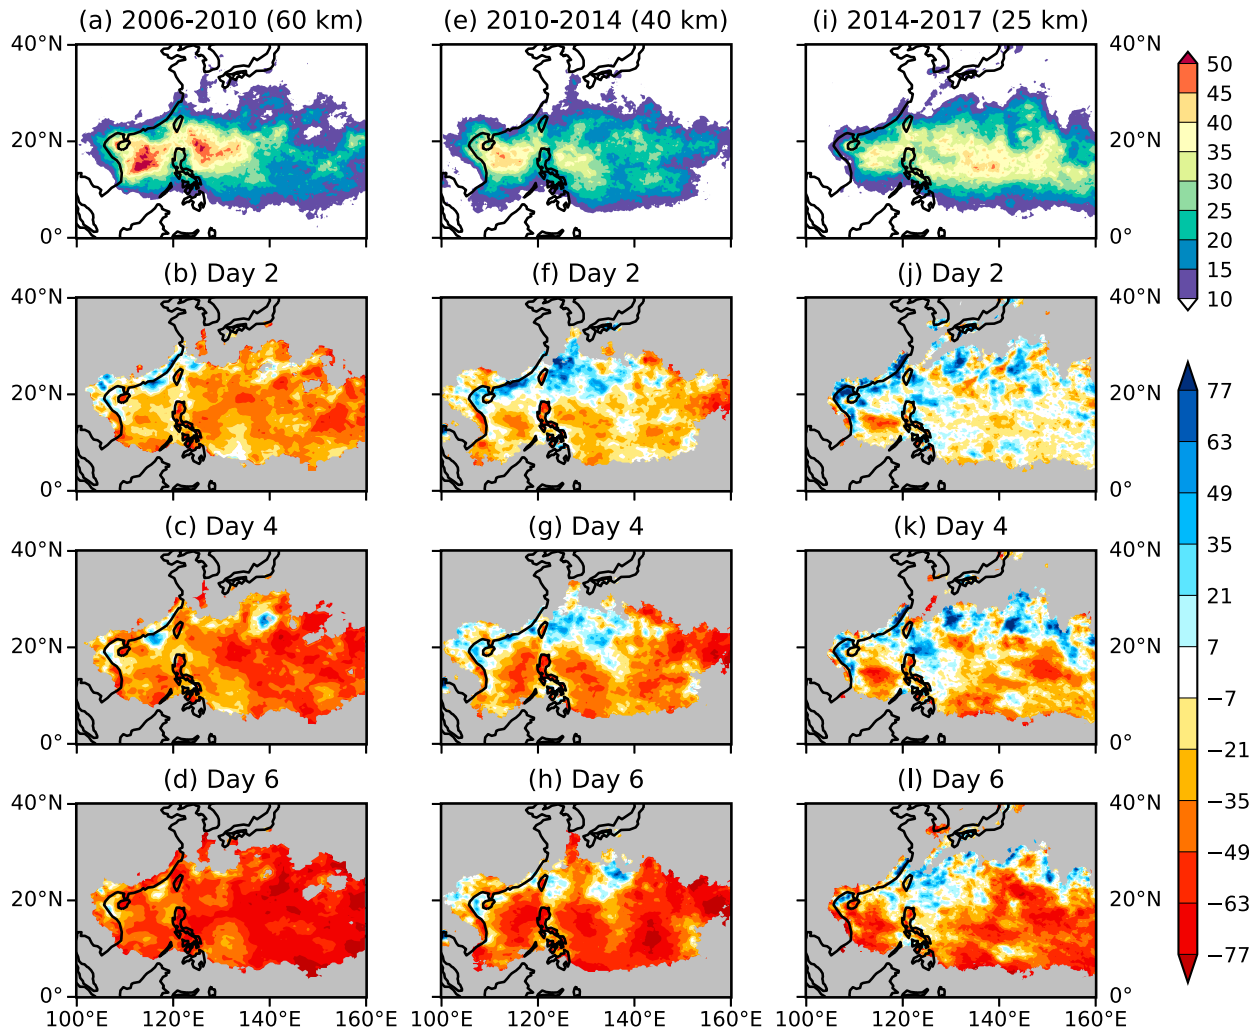 (a) 2006-2010 (60 km) (e) 2010-2014 (40 km) (i) 2014-2017 (25 km)
40°N 40°N
50
45
40
20°N 20°N
35
30
25
20
0° 0°
15
10
(b) Day 2 (f) Day 2 (j) Day 2
40°N 40°N
20°N 20°N
0° 0°
77
63
49
35
21
7
−7
−21
−35
−49
−63
−77
(c) Day 4 (g) Day 4 (k) Day 4
40°N 40°N
20°N 20°N
0° 0°
(d) Day 6 (h) Day 6 (l) Day 6
40°N 40°N
20°N 20°N
0° 0°
100°E 120°E 140°E 160°E 100°E 120°E 140°E 160°E 100°E 120°E 140°E 160°E